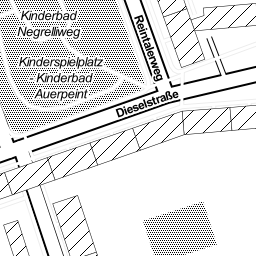 Kinderbad
Negrelliweg
Kinderspielplatz
- Kinderbad
Auerpeint
Reintalerweg
Dieselstraße